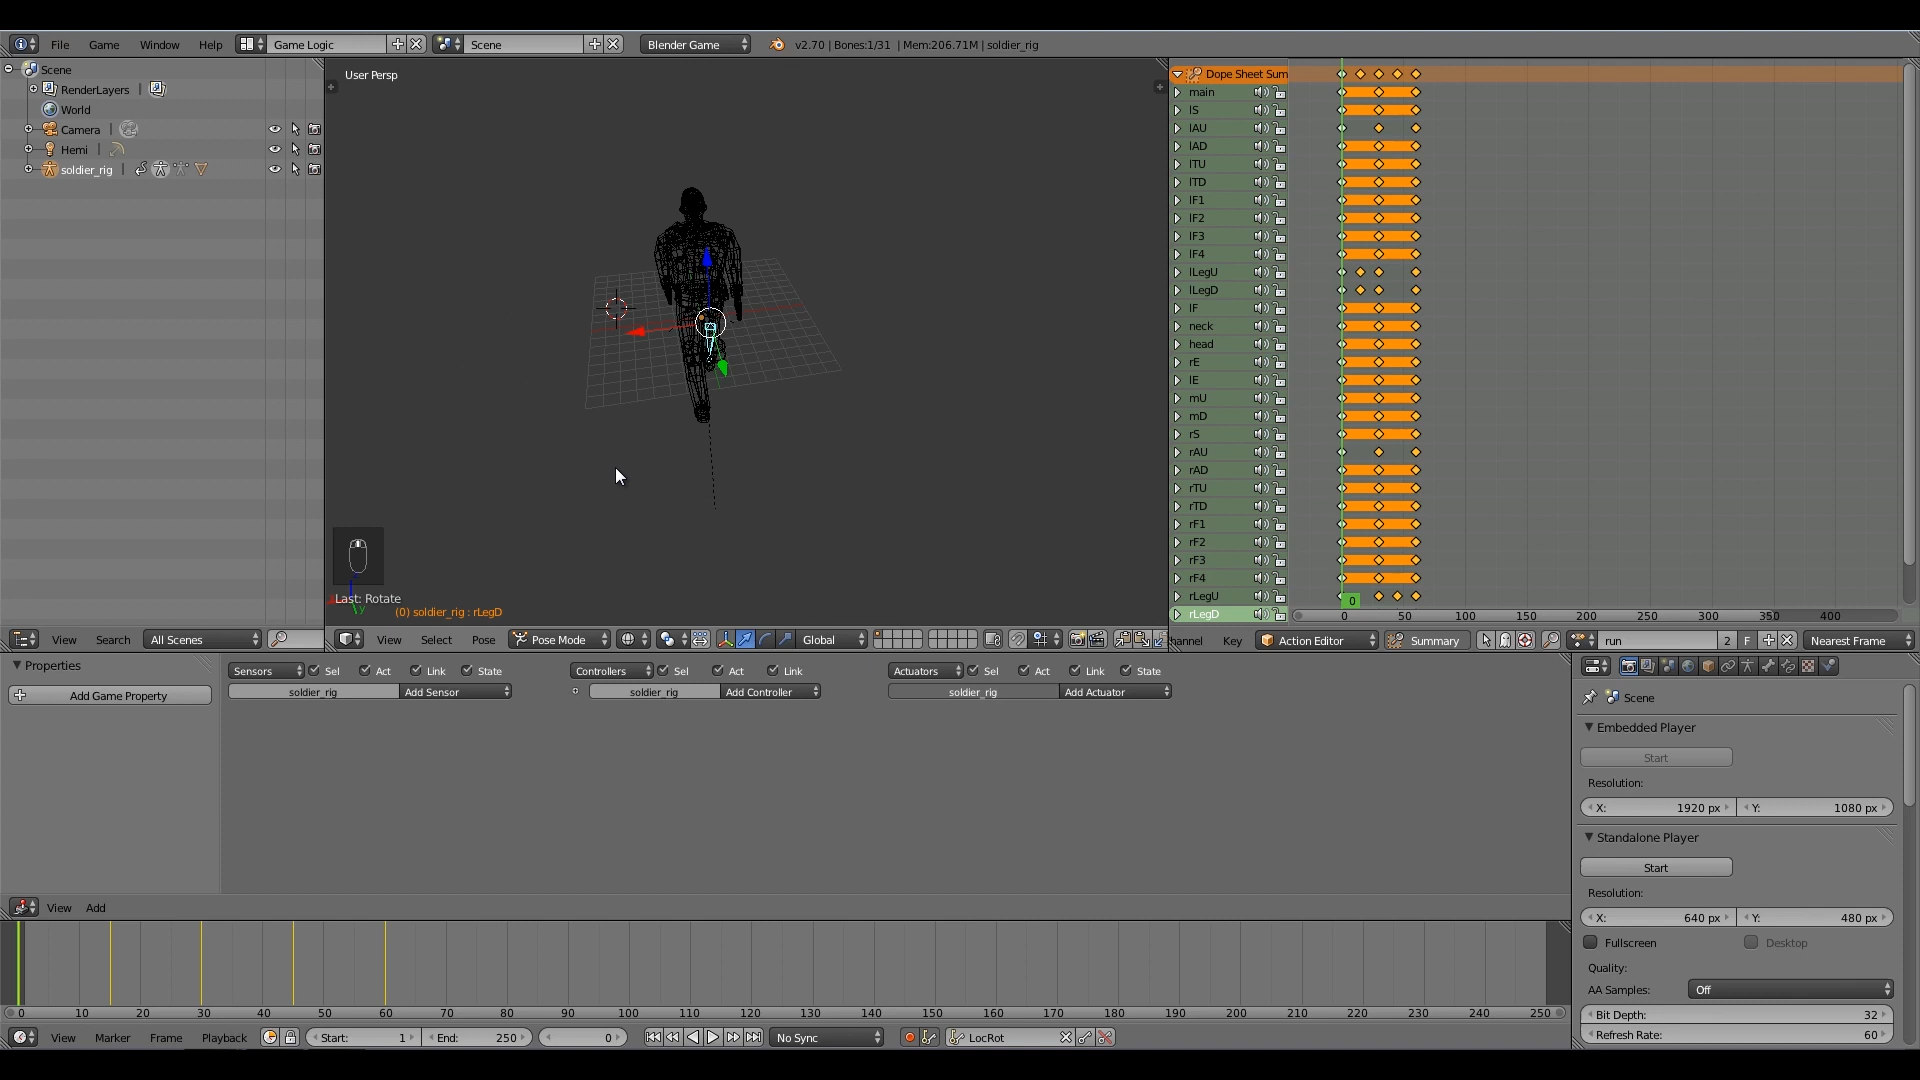 File Game Window Help Game Logic Scene Blender Game v2.70 | Bones:1/31 | Mem:206.71M | soldier_rig
Scene
RenderLayers
World
Camera
Hemi
soldier_rig
View Search All Scenes
User Persp
Last: Rotate
y
(0) soldier_rig : rLegD
View Select Pose Pose Mode Global
Dope Sheet Sum
main
lS
lAU
lAD
lTU
lTD
lF1
lF2
lF3
lF4
lLegU
lLegD
lF
neck
head
rE
lE
mU
mD
rS
rAU
rAD
rTU
rTD
rF1
rF2
rF3
rF4
rLegU
rLegD
0
0 50 100 150 200 250 300 350 400
hannel Key Action Editor Summary run 2 F Nearest Frame
Properties
Add Game Property
Sensors Sel Act Link State
soldier_rig Add Sensor
Controllers Sel Act Link
soldier_rig Add Controller
Actuators Sel Act Link State
soldier_rig Add Actuator
View Add
Scene
Embedded Player
Start
Resolution:
X: 1920 px Y: 1080 px
Standalone Player
Start
Resolution:
X: 640 px Y: 480 px
Fullscreen Desktop
Quality:
AA Samples: Off
Bit Depth: 32
Refresh Rate: 60
0 10 20 30 40 50 60 70 80 90 100 110 120 130 140 150 160 170 180 190 200 210 220 230 240 250
View Marker Frame Playback Start: 1 End: 250 0 No Sync LocRot